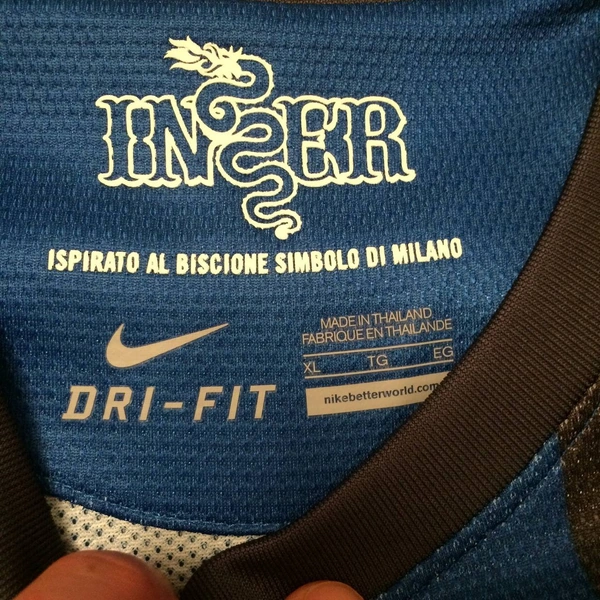 INTER
ISPIRATO AL BISCIONE SIMBOLO DI MILANO
DRI-FIT
MADE IN THAILAND
FABRIQUE EN THAILANDE
XL TG EG
nikebetterworld.com